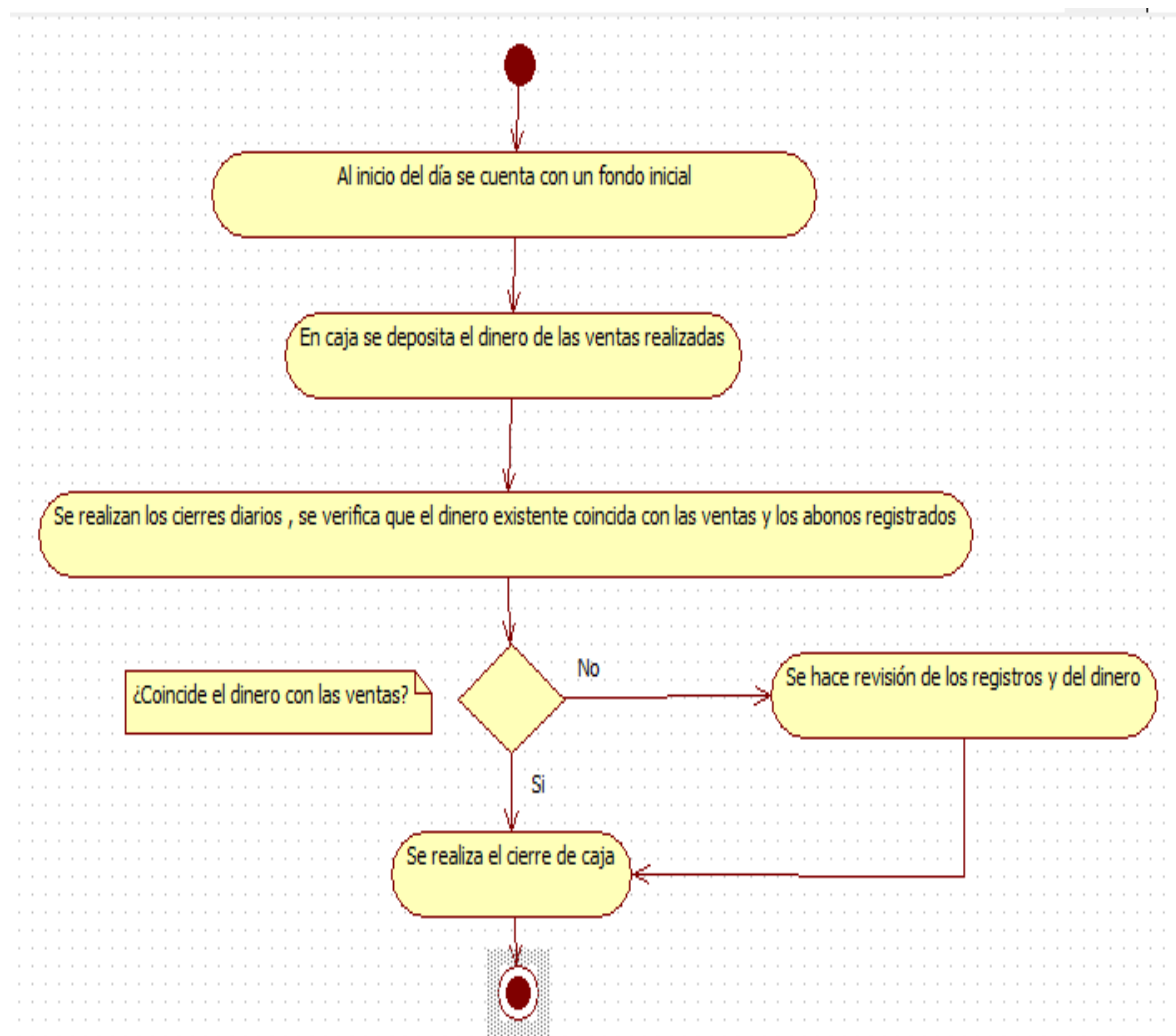 Al inicio del día se cuenta con un fondo inicial
En caja se deposita el dinero de las ventas realizadas
Se realizan los cierres diarios , se verifica que el dinero existente coincida con las ventas y los abonos registrados
¿Coincide el dinero con las ventas?
No
Se hace revisión de los registros y del dinero
Si
Se realiza el cierre de caja